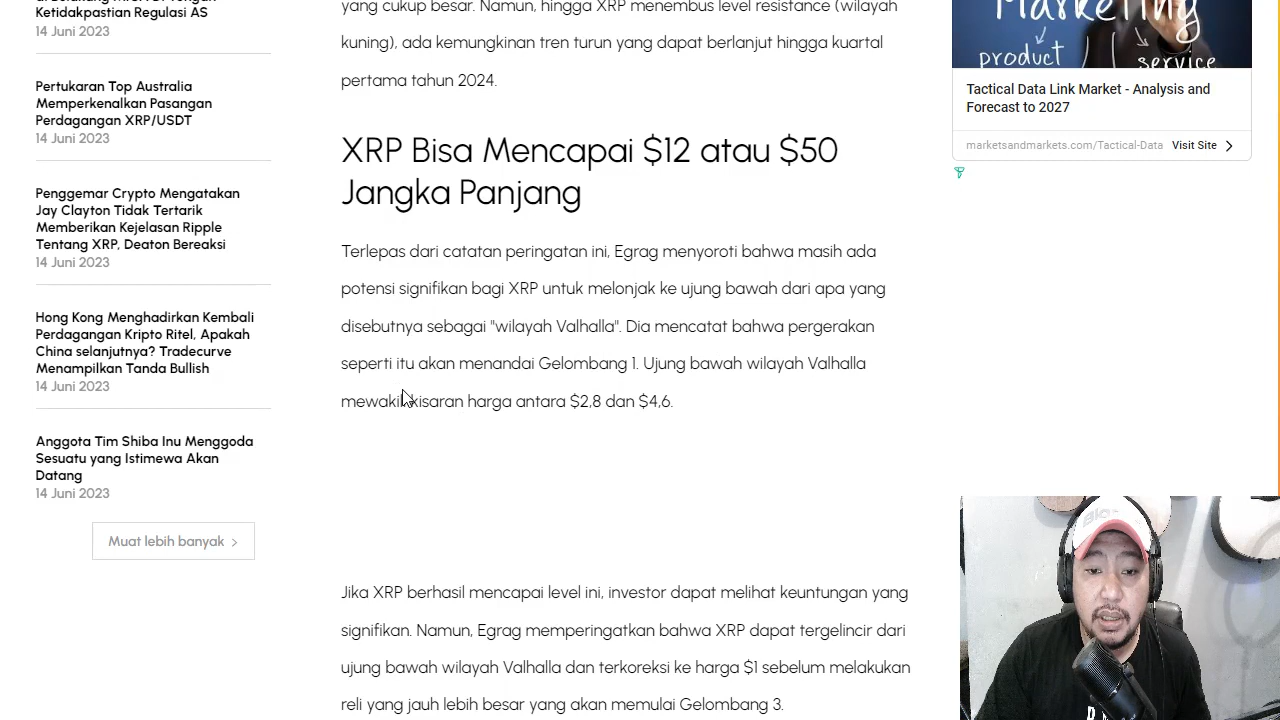 Ketidakpastian Regulasi AS
14 Juni 2023
Pertukaran Top Australia
Memperkenalkan Pasangan
Perdagangan XRP/USDT
14 Juni 2023
Penggemar Crypto Mengatakan
Jay Clayton Tidak Tertarik
Memberikan Kejelasan Ripple
Tentang XRP, Deaton Bereaksi
14 Juni 2023
Hong Kong Menghadirkan Kembali
Perdagangan Kripto Ritel, Apakah
China selanjutnya? Tradecurve
Menampilkan Tanda Bullish
14 Juni 2023
Anggota Tim Shiba Inu Menggoda
Sesuatu yang Istimewa Akan
Datang
14 Juni 2023
Muat lebih banyak
yang cukup besar. Namun, hingga XRP menembus level resistance (wilayah
kuning), ada kemungkinan tren turun yang dapat berlanjut hingga kuartal
pertama tahun 2024.
XRP Bisa Mencapai $12 atau $50
Jangka Panjang
Terlepas dari catatan peringatan ini, Egrag menyoroti bahwa masih ada
potensi signifikan bagi XRP untuk melonjak ke ujung bawah dari apa yang
disebutnya sebagai "wilayah Valhalla". Dia mencatat bahwa pergerakan
seperti itu akan menandai Gelombang 1. Ujung bawah wilayah Valhalla
mewakili kisaran harga antara $2,8 dan $4,6.
Jika XRP berhasil mencapai level ini, investor dapat melihat keuntungan yang
signifikan. Namun, Egrag memperingatkan bahwa XRP dapat tergelincir dari
ujung bawah wilayah Valhalla dan terkoreksi ke harga $1 sebelum melakukan
reli yang jauh lebih besar yang akan memulai Gelombang 3.
Marketing
product service
Tactical Data Link Market - Analysis and
Forecast to 2027
marketsandmarkets.com/Tactical-Data Visit Site